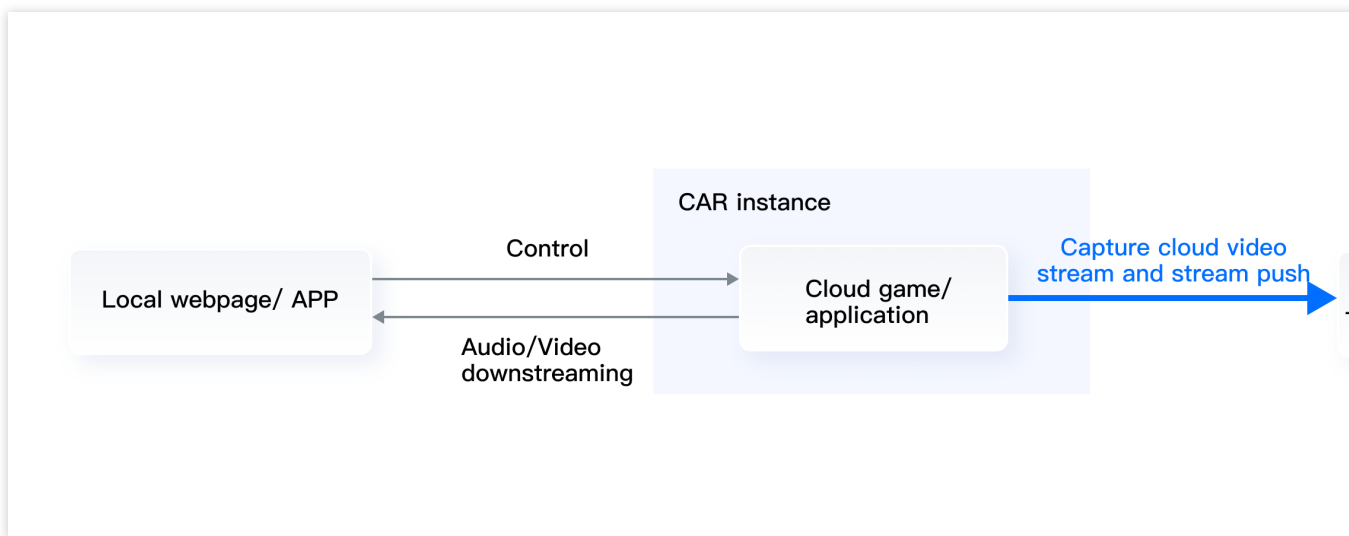 CAR instance
Control
Capture cloud video
stream and stream push
Local webpage/ APP
Cloud game/
application
Audio/Video
downstreaming